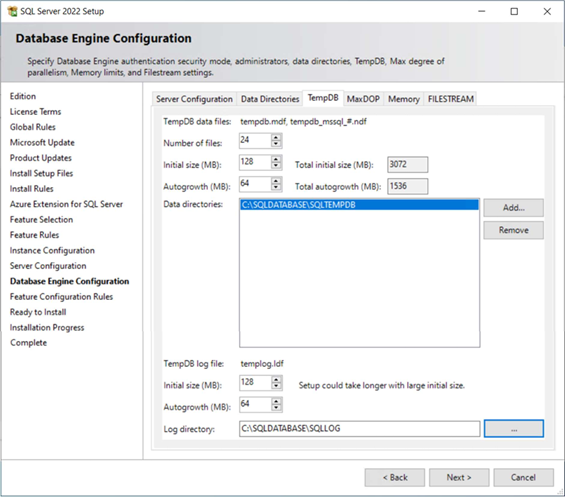 SQL Server 2022 Setup
Database Engine Configuration
Specify Database Engine authentication security mode, administrators, data directories, TempDB, Max degree of
parallelism, Memory limits, and Filestream settings.
Edition
License Terms
Global Rules
Microsoft Update
Product Updates
Install Setup Files
Install Rules
Azure Extension for SQL Server
Feature Selection
Feature Rules
Instance Configuration
Server Configuration
Database Engine Configuration
Feature Configuration Rules
Ready to Install
Installation Progress
Complete
Server Configuration Data Directories TempDB MaxDOP Memory FILESTREAM
TempDB data files: tempdb.mdf, tempdb_mssql_#.ndf
Number of files: 24
Initial size (MB): 128 Total initial size (MB): 3072
Autogrowth (MB): 64 Total autogrowth (MB): 1536
Data directories: C:\SQLDATABASE\SQLTEMPDB Add...
Remove
TempDB log file: templog.ldf
Initial size (MB): 128 Setup could take longer with large initial size.
Autogrowth (MB): 64
Log directory: C:\SQLDATABASE\SQLLOG ...
< Back Next > Cancel